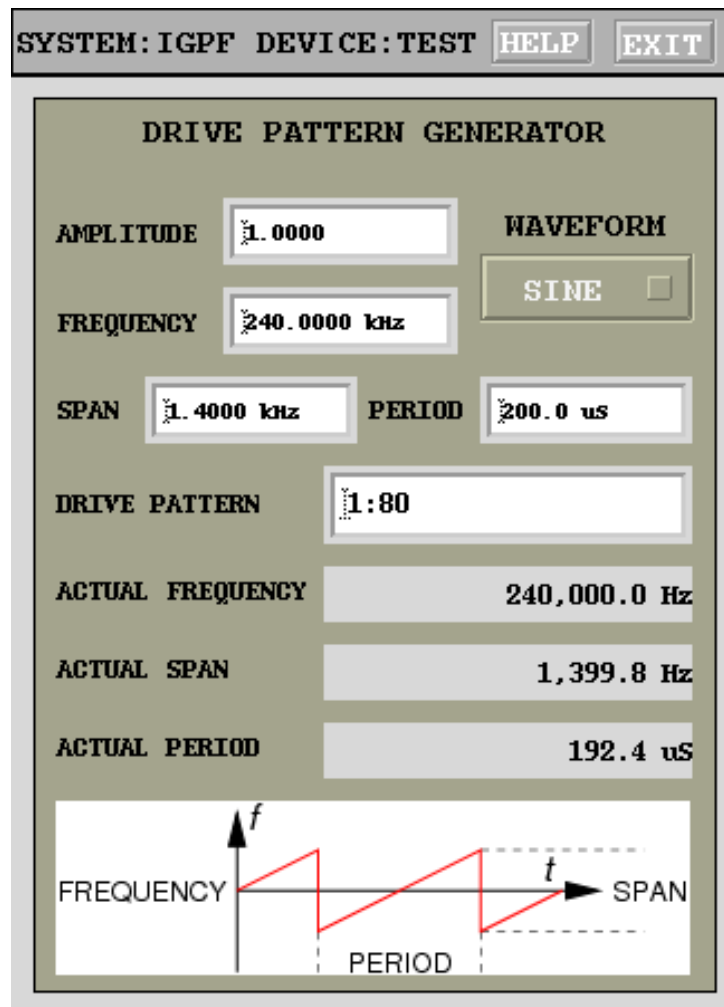 SYSTEM:IGPF DEVICE:TEST HELP EXIT
DRIVE PATTERN GENERATOR
AMPLITUDE 1.0000 WAVEFORM
SINE
FREQUENCY 240.0000 kHz
SPAN 1.4000 kHz PERIOD 200.0 uS
DRIVE PATTERN 1:80
ACTUAL FREQUENCY 240,000.0 Hz
ACTUAL SPAN 1,399.8 Hz
ACTUAL PERIOD 192.4 uS
f
FREQUENCY t SPAN
PERIOD